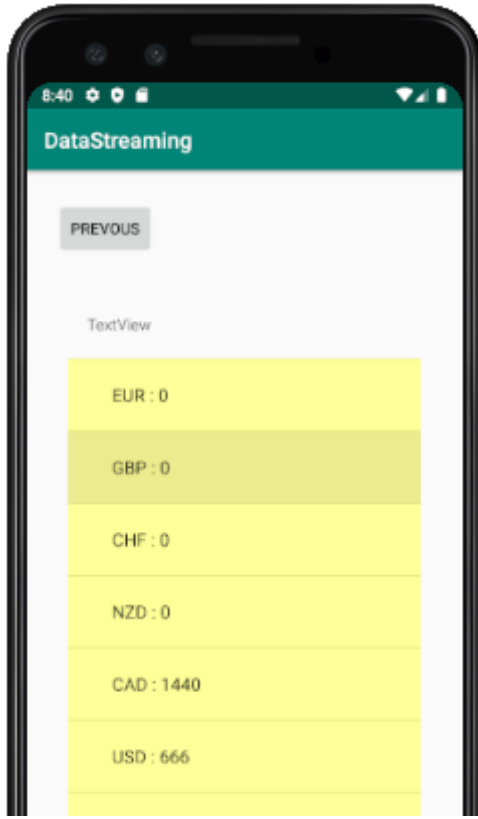 8:40
DataStreaming
PREVOUS
TextView
EUR : 0
GBP : 0
CHF : 0
NZD : 0
CAD : 1440
USD : 666